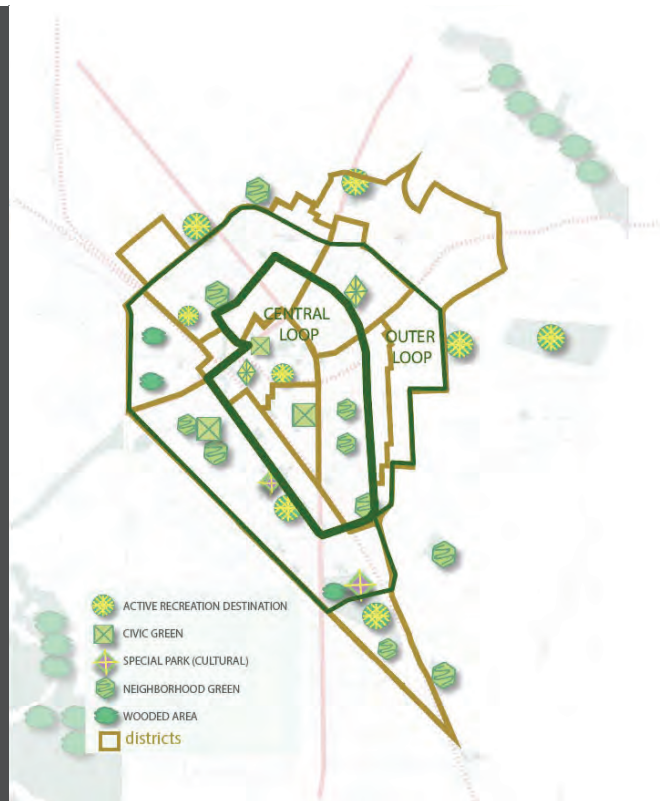 CENTRAL
LOOP
OUTER
LOOP
ACTIVE RECREATION DESTINATION
CIVIC GREEN
SPECIAL PARK (CULTURAL)
NEIGHBORHOOD GREEN
WOODED AREA
districts